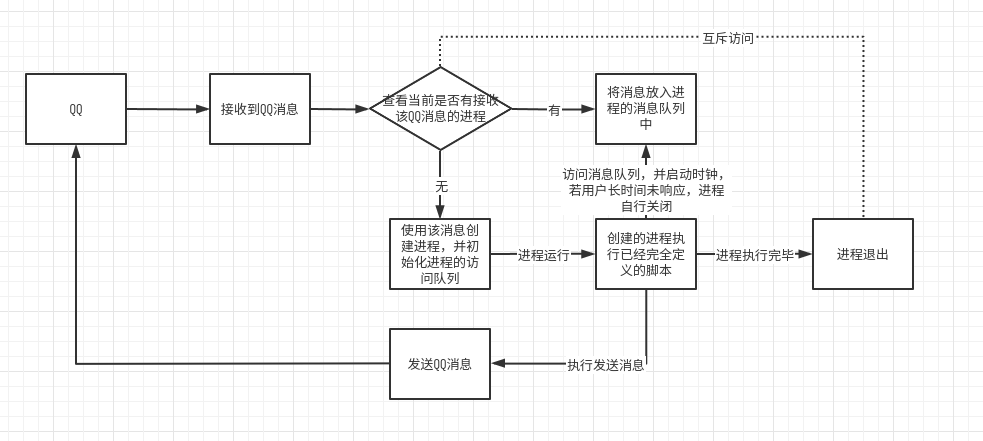 互斥访问
QQ
接收到QQ消息
查看当前是否有接收
该QQ消息的进程
有
将消息放入进
程的消息队列
中
无
访问消息队列，并启动时钟，
若用户长时间未响应，进程
自行关闭
使用该消息创
建进程，并初
始化进程的访
问队列
进程运行
创建的进程执
行已经完全定
义的脚本
进程执行完毕
进程退出
发送QQ消息
执行发送消息